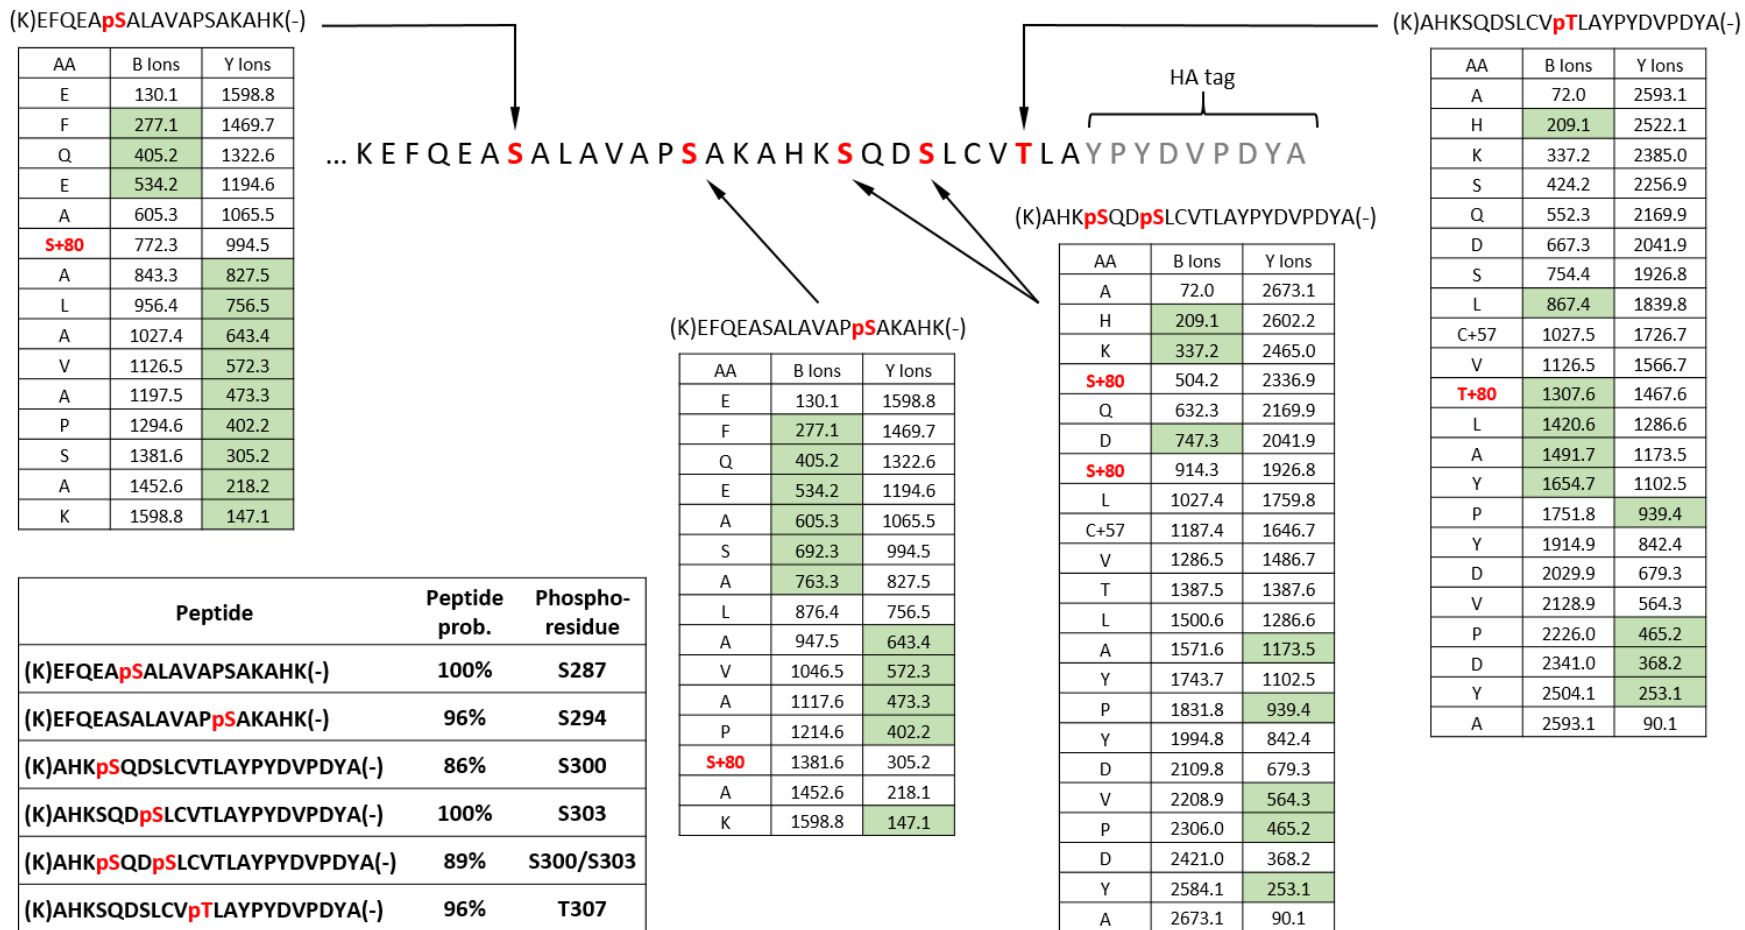 (K)EFQEApSALAVAPSAKAHK(-)
AA B Ions Y Ions
E 130.1 1598.8
F 277.1 1469.7
Q 405.2 1322.6
E 534.2 1194.6
A 605.3 1065.5
S+80 772.3 994.5
A 843.3 827.5
L 956.4 756.5
A 1027.4 643.4
V 1126.5 572.3
A 1197.5 473.3
P 1294.6 402.2
S 1381.6 305.2
A 1452.6 218.2
K 1598.8 147.1
HA tag
... K E F Q E A S A L A V A P S A K A H K S Q D S L C V T L A Y P Y D V P D Y A
(K)AHKSQDSLCVpTLAYPYDVPDYA(-)
AA B Ions Y Ions
A 72.0 2593.1
H 209.1 2522.1
K 337.2 2385.0
S 424.2 2256.9
Q 552.3 2169.9
D 667.3 2041.9
S 754.4 1926.8
L 867.4 1839.8
C+57 1027.5 1726.7
V 1126.5 1566.7
T+80 1307.6 1467.6
L 1420.6 1286.6
A 1491.7 1173.5
Y 1654.7 1102.5
P 1751.8 939.4
Y 1914.9 842.4
D 2029.9 679.3
V 2128.9 564.3
P 2226.0 465.2
D 2341.0 368.2
Y 2504.1 253.1
A 2593.1 90.1
(K)EFQEASALAVAPpSAKAHK(-)
AA B Ions Y Ions
E 130.1 1598.8
F 277.1 1469.7
Q 405.2 1322.6
E 534.2 1194.6
A 605.3 1065.5
S 692.3 994.5
A 763.3 827.5
L 876.4 756.5
A 947.5 643.4
V 1046.5 572.3
A 1117.6 473.3
P 1214.6 402.2
S+80 1381.6 305.2
A 1452.6 218.1
K 1598.8 147.1
(K)AHKpSQDpSLCVTLAYPYDVPDYA(-)
AA B Ions Y Ions
A 72.0 2673.1
H 209.1 2602.2
K 337.2 2465.0
S+80 504.2 2336.9
Q 632.3 2169.9
D 747.3 2041.9
S+80 914.3 1926.8
L 1027.4 1759.8
C+57 1187.4 1646.7
V 1286.5 1486.7
T 1387.5 1387.6
L 1500.6 1286.6
A 1571.6 1173.5
Y 1743.7 1102.5
P 1831.8 939.4
Y 1994.8 842.4
D 2109.8 679.3
V 2208.9 564.3
P 2306.0 465.2
D 2421.0 368.2
Y 2584.1 253.1
A 2673.1 90.1
Peptide Peptide prob. Phospho-residue
(K)EFQEApSALAVAPSAKAHK(-) 100% S287
(K)EFQEASALAVAPpSAKAHK(-) 96% S294
(K)AHKpSQDSLCVTLAYPYDVPDYA(-) 86% S300
(K)AHKSQDpSLCVTLAYPYDVPDYA(-) 100% S303
(K)AHKpSQDpSLCVTLAYPYDVPDYA(-) 89% S300/S303
(K)AHKSQDSLCVpTLAYPYDVPDYA(-) 96% T307